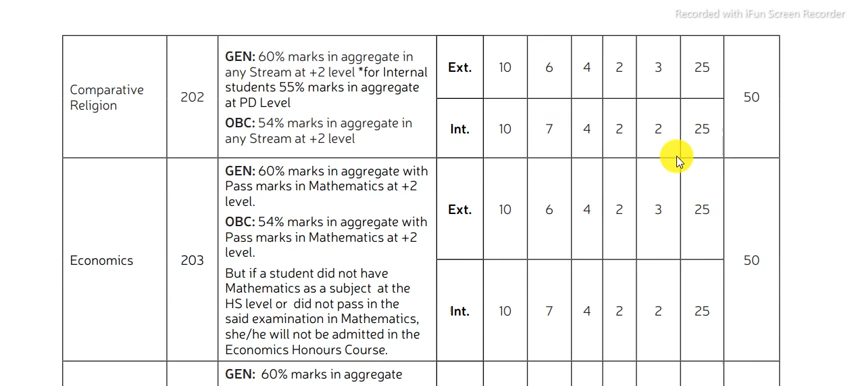 Recorded with iFun Screen Recorder
Comparative
Religion
202
GEN: 60% marks in aggregate in
any Stream at +2 level *for Internal
students 55% marks in aggregate
at PD Level
OBC: 54% marks in aggregate in
any Stream at +2 level
Ext. 10 6 4 2 3 25
Int. 10 7 4 2 2 25
50
Economics
203
GEN: 60% marks in aggregate with
Pass marks in Mathematics at +2
level.
OBC: 54% marks in aggregate with
Pass marks in Mathematics at +2
level.
But if a student did not have
Mathematics as a subject at the
HS level or did not pass in the
said examination in Mathematics,
she/he will not be admitted in the
Economics Honours Course.
Ext. 10 6 4 2 3 25
Int. 10 7 4 2 2 25
50
GEN: 60% marks in aggregate